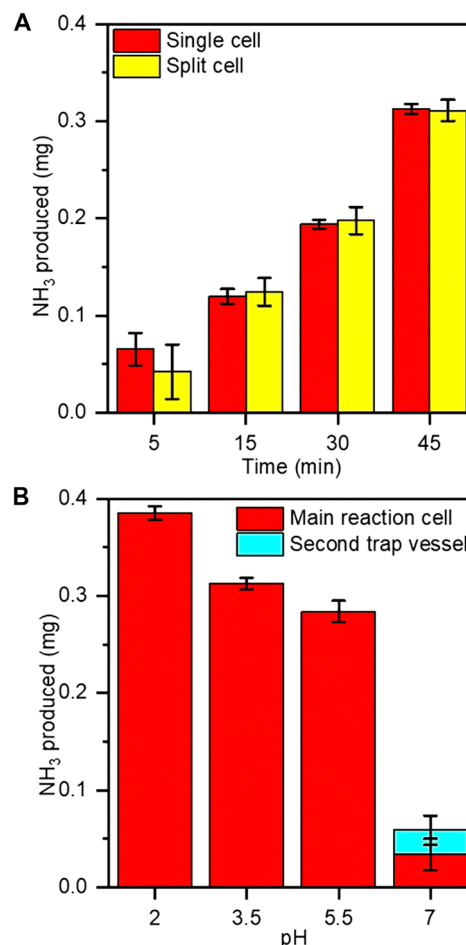 A
Single cell
Split cell
NH₃ produced (mg)
0.4
0.3
0.2
0.1
0.0
5 15 30 45
Time (min)
B
Main reaction cell
Second trap vessel
NH₃ produced (mg)
0.4
0.3
0.2
0.1
0.0
2 3.5 5.5 7
pH